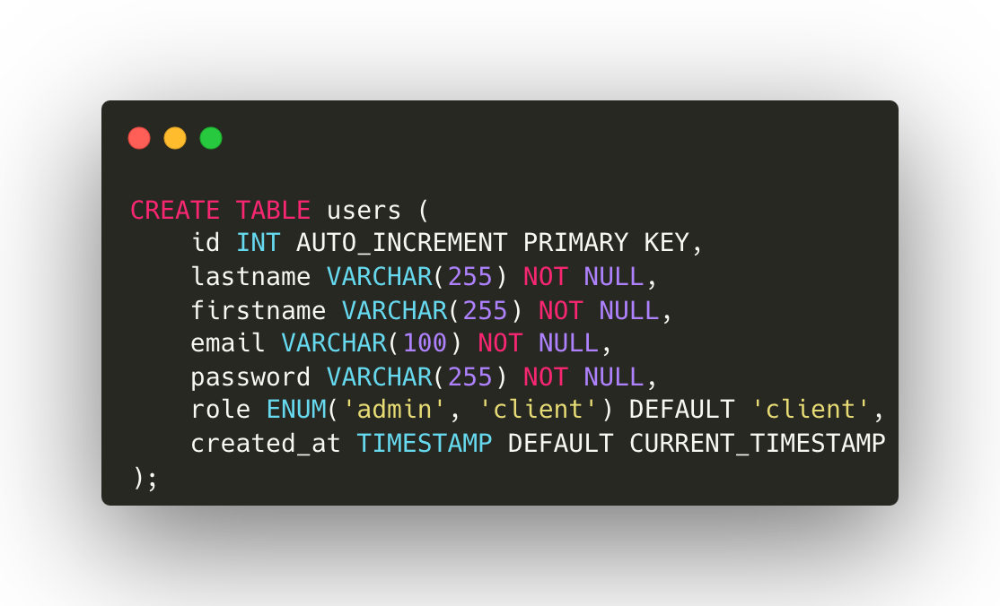 CREATE TABLE users (
    id INT AUTO_INCREMENT PRIMARY KEY,
    lastname VARCHAR(255) NOT NULL,
    firstname VARCHAR(255) NOT NULL,
    email VARCHAR(100) NOT NULL,
    password VARCHAR(255) NOT NULL,
    role ENUM('admin', 'client') DEFAULT 'client',
    created_at TIMESTAMP DEFAULT CURRENT_TIMESTAMP
);